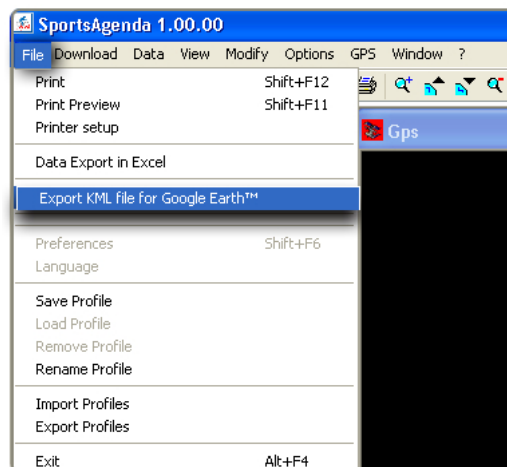 SportsAgenda 1.00.00
File Download Data View Modify Options GPS Window ?
Print Shift+F12
Print Preview Shift+F11
Printer setup
Gps
Data Export in Excel
Export KML file for Google Earth™
Preferences Shift+F6
Language
Save Profile
Load Profile
Remove Profile
Rename Profile
Import Profiles
Export Profiles
Exit Alt+F4